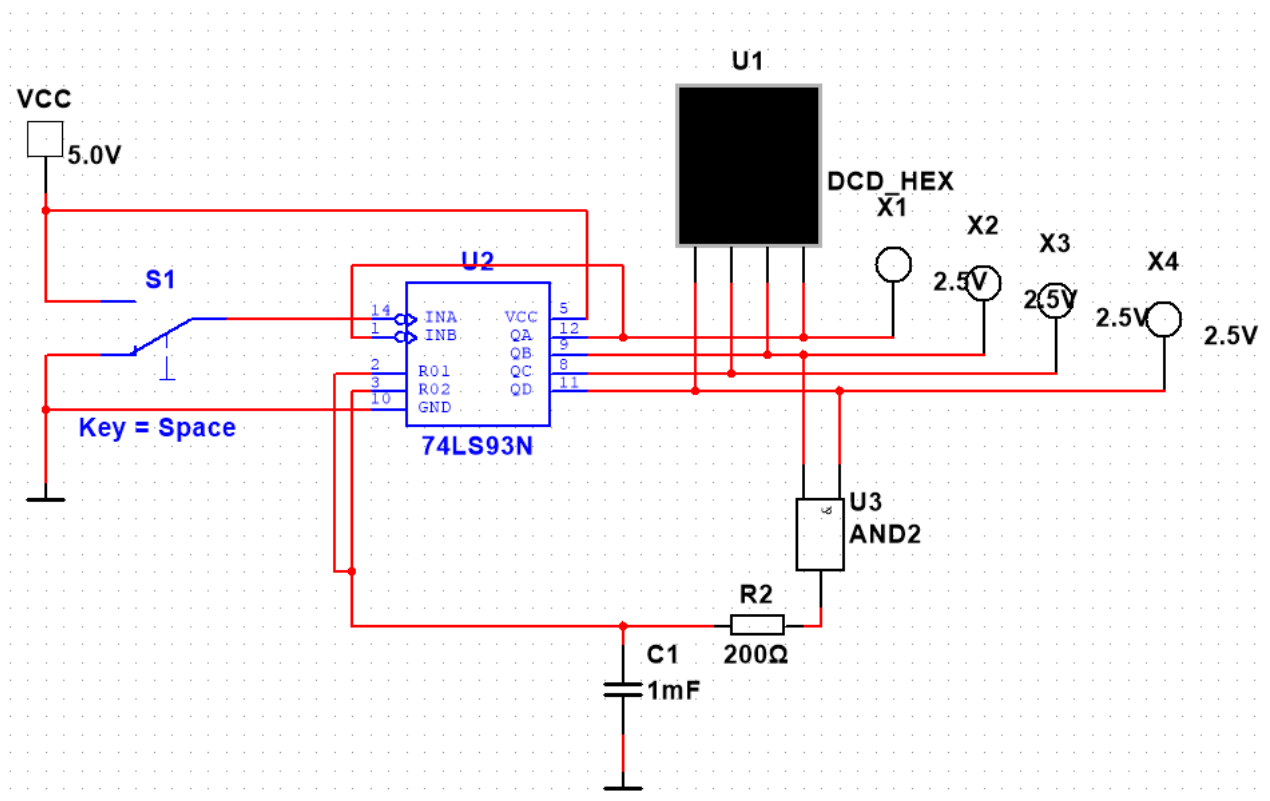 U1
VCC
5.0V
DCD_HEX
X1
X2
X3
X4
2.5V
2.5V
2.5V
2.5V
S1
U2
14
1
2
3
10
INA
INB
R01
R02
GND
VCC
QA
QB
QC
QD
5
12
9
8
11
74LS93N
Key = Space
&
U3
AND2
R2
200Ω
C1
1mF